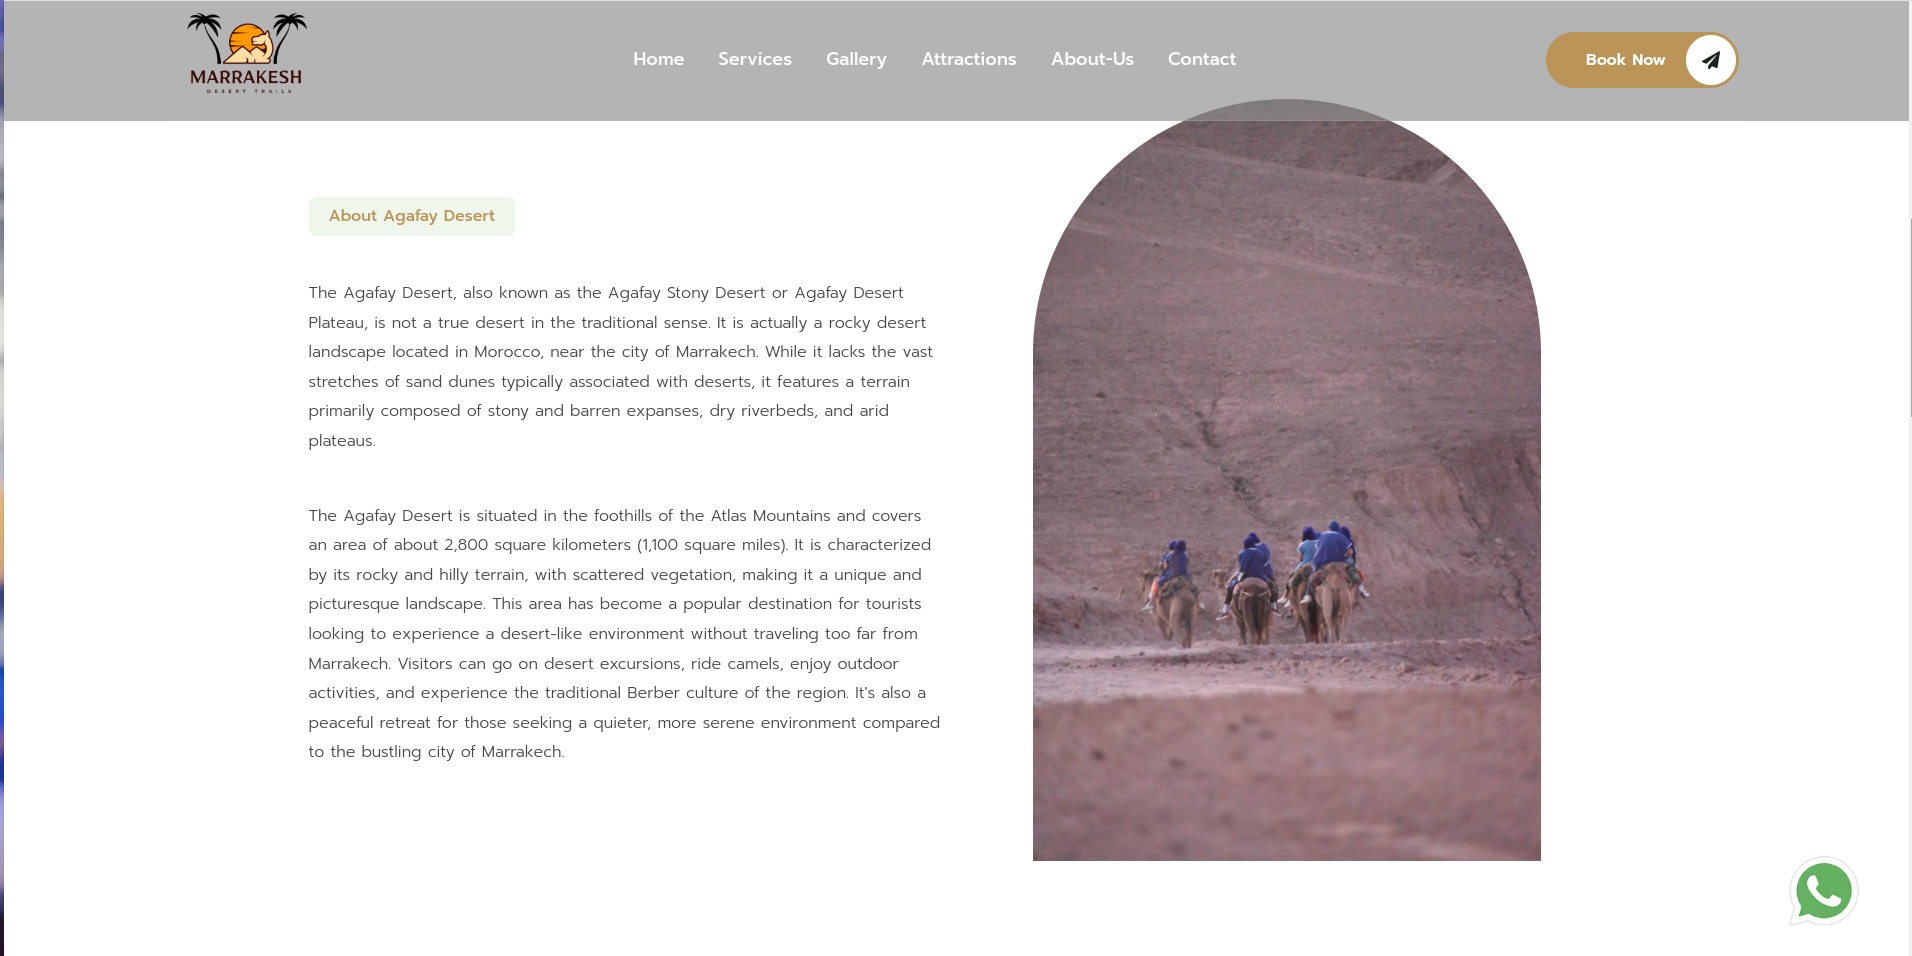 MARRAKESH
DESERT TRAILS
Home
Services
Gallery
Attractions
About-Us
Contact
Book Now
About Agafay Desert
The Agafay Desert, also known as the Agafay Stony Desert or Agafay Desert
Plateau, is not a true desert in the traditional sense. It is actually a rocky desert
landscape located in Morocco, near the city of Marrakech. While it lacks the vast
stretches of sand dunes typically associated with deserts, it features a terrain
primarily composed of stony and barren expanses, dry riverbeds, and arid
plateaus.
The Agafay Desert is situated in the foothills of the Atlas Mountains and covers
an area of about 2,800 square kilometers (1,100 square miles). It is characterized
by its rocky and hilly terrain, with scattered vegetation, making it a unique and
picturesque landscape. This area has become a popular destination for tourists
looking to experience a desert-like environment without traveling too far from
Marrakech. Visitors can go on desert excursions, ride camels, enjoy outdoor
activities, and experience the traditional Berber culture of the region. It's also a
peaceful retreat for those seeking a quieter, more serene environment compared
to the bustling city of Marrakech.